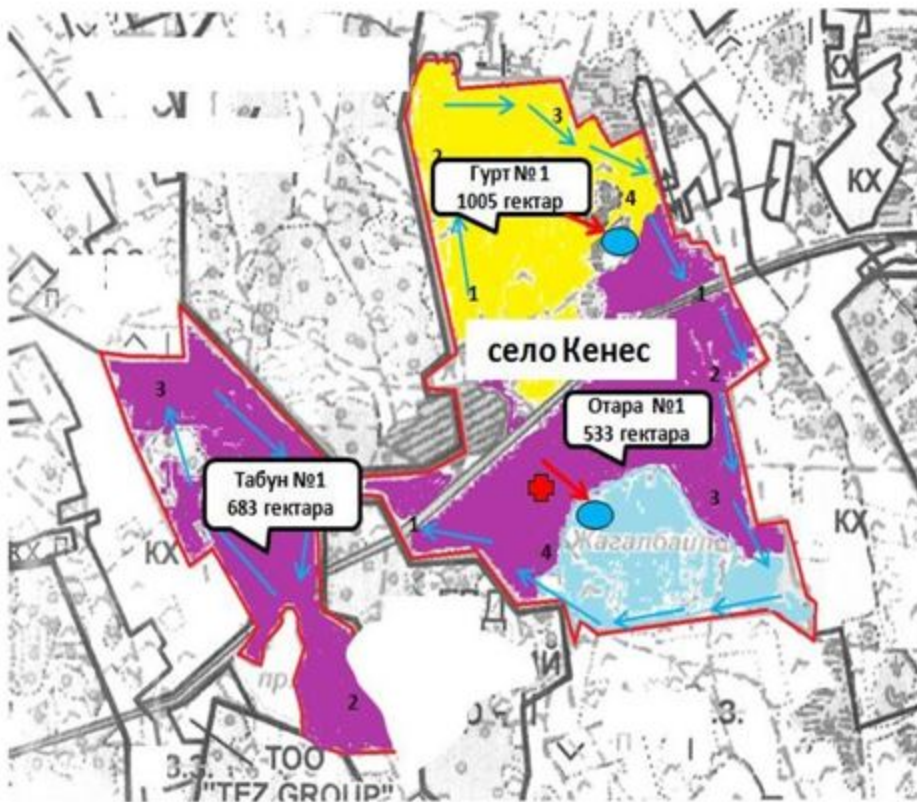 3
2
Гурт № 1
1005 гектар
4
КХ
КХ
1
1
село Кенес
2
3
Отара №1
533 гектара
Табун №1
683 гектара
3
1
4
Жагалбайлы
КХ
КХ
КХ П
2
З.З.
ТОО
"TEZ GROUP"